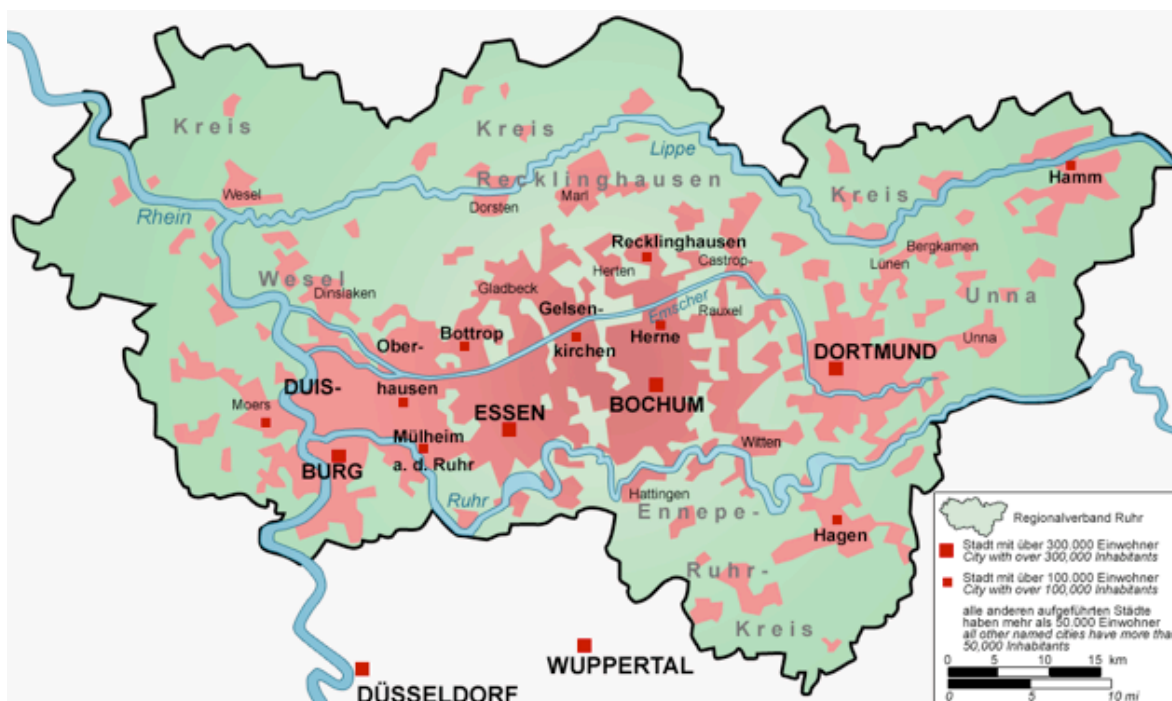 Kreis
Kreis
Lippe
Hamm
Wesel
Recklinghausen
Kreis
Dorsten
Marl
Rhein
Recklinghausen
Bergkamen
Castrop-
Lünen
Herten
Wesel
Dinslaken
Gladbeck
Unna
Gelsen-
Emscher
Rauxel
Bottrop
Herne
Unna
Ober-
kirchen
DORTMUND
DUIS-
hausen
Moers
ESSEN
BOCHUM
Mülheim
a. d. Ruhr
Witten
BURG
Ruhr
Hattingen
Ennepe-
Hagen
Ruhr-
Kreis
WUPPERTAL
DÜSSELDORF
Regionalverband Ruhr
Stadt mit über 300.000 Einwohner
City with over 300,000 Inhabitants
Stadt mit über 100.000 Einwohner
City with over 100,000 Inhabitants
alle anderen aufgeführten Städte
haben mehr als 50.000 Einwohner
all other named cities have more than
50,000 Inhabitants
0 5 10 15 km
0 5 10 mi